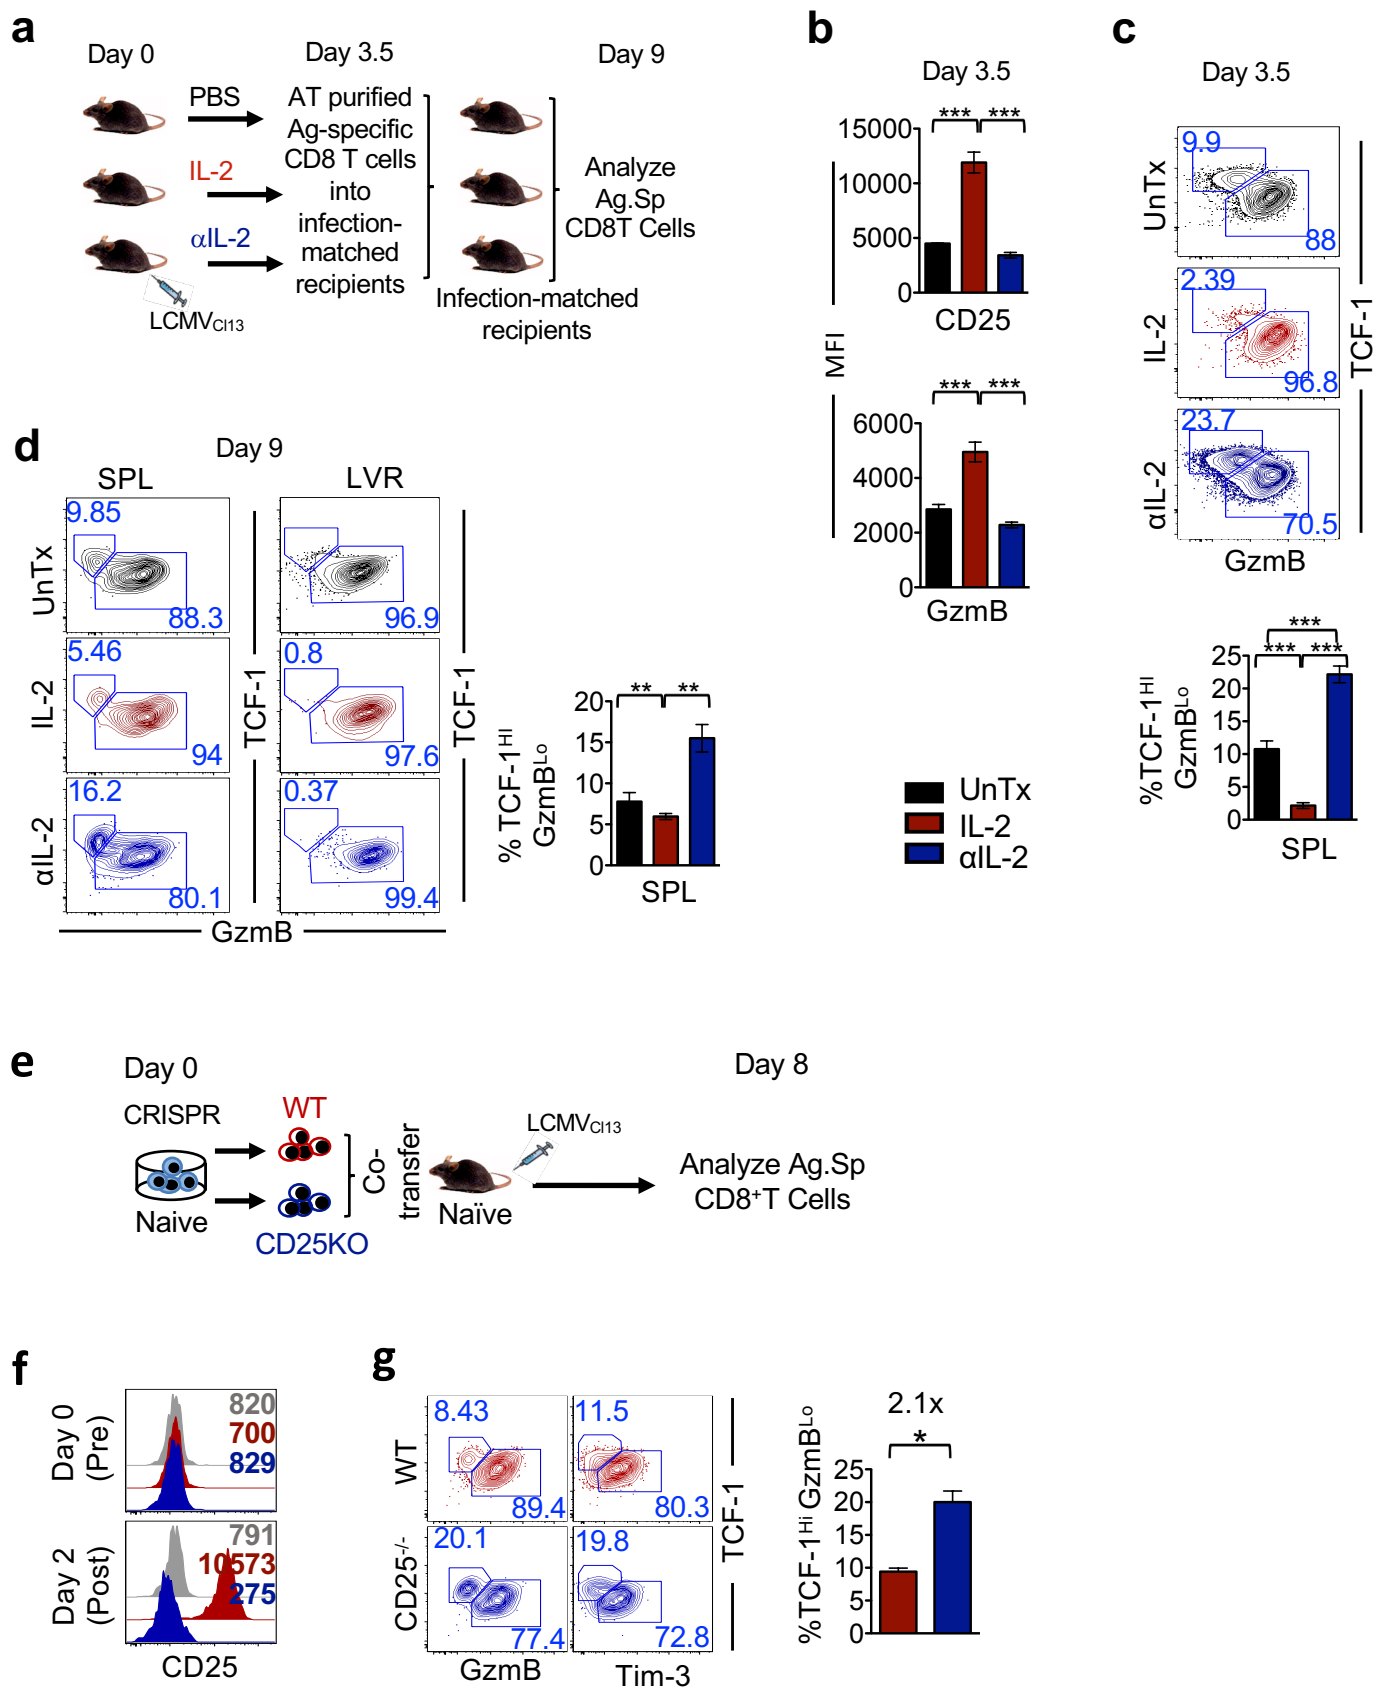 a
Day 0
Day 3.5
Day 9
PBS
IL-2
αIL-2
LCMVCl13
AT purified
Ag-specific
CD8 T cells
into
infection-
matched
recipients
Analyze
Ag.Sp
CD8T Cells
Infection-matched
recipients
b
Day 3.5
*** ***
15000
10000
5000
0
CD25
MFI
*** ***
6000
4000
2000
0
GzmB
c
Day 3.5
UnTx
9.9
88
IL-2
2.39
96.8
αIL-2
23.7
70.5
TCF-1
GzmB
***
*** ***
25
20
15
10
5
0
%TCF-1HI
GzmBLo
SPL
d
Day 9
SPL
LVR
UnTx
9.85
88.3
96.9
IL-2
5.46
94
0.8
97.6
αIL-2
16.2
80.1
0.37
99.4
TCF-1
TCF-1
GzmB
** **
20
15
10
5
0
% TCF-1HI
GzmBLo
SPL
UnTx
IL-2
αIL-2
e
Day 0
Day 8
CRISPR
Naive
WT
CD25KO
Co-
transfer
LCMVCl13
Naïve
Analyze Ag.Sp
CD8+T Cells
f
Day 0
(Pre)
820
700
829
Day 2
(Post)
791
10573
275
CD25
g
WT
8.43
89.4
11.5
80.3
CD25-/-
20.1
77.4
19.8
72.8
TCF-1
GzmB
Tim-3
2.1x
*
25
20
15
10
5
0
%TCF-1Hi GzmBLo